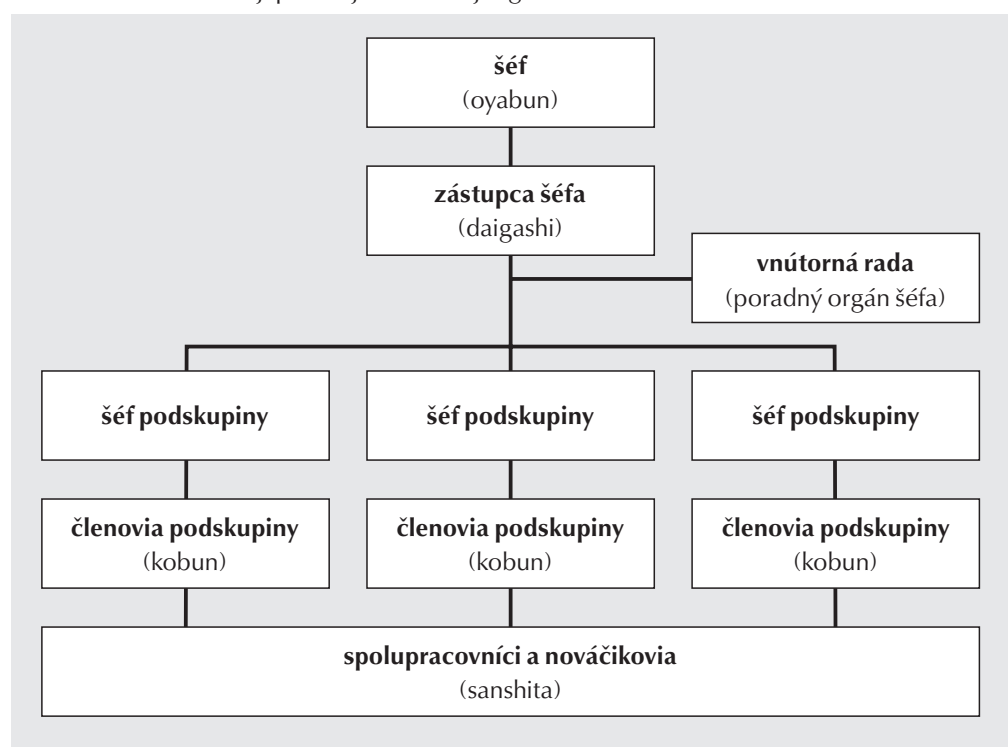 šéf
(oyabun)
zástupca šéfa
(daigashi)
vnútorná rada
(poradný orgán šéfa)
šéf podskupiny
šéf podskupiny
šéf podskupiny
členovia podskupiny
(kobun)
členovia podskupiny
(kobun)
členovia podskupiny
(kobun)
spolupracovníci a nováčikovia
(sanshita)